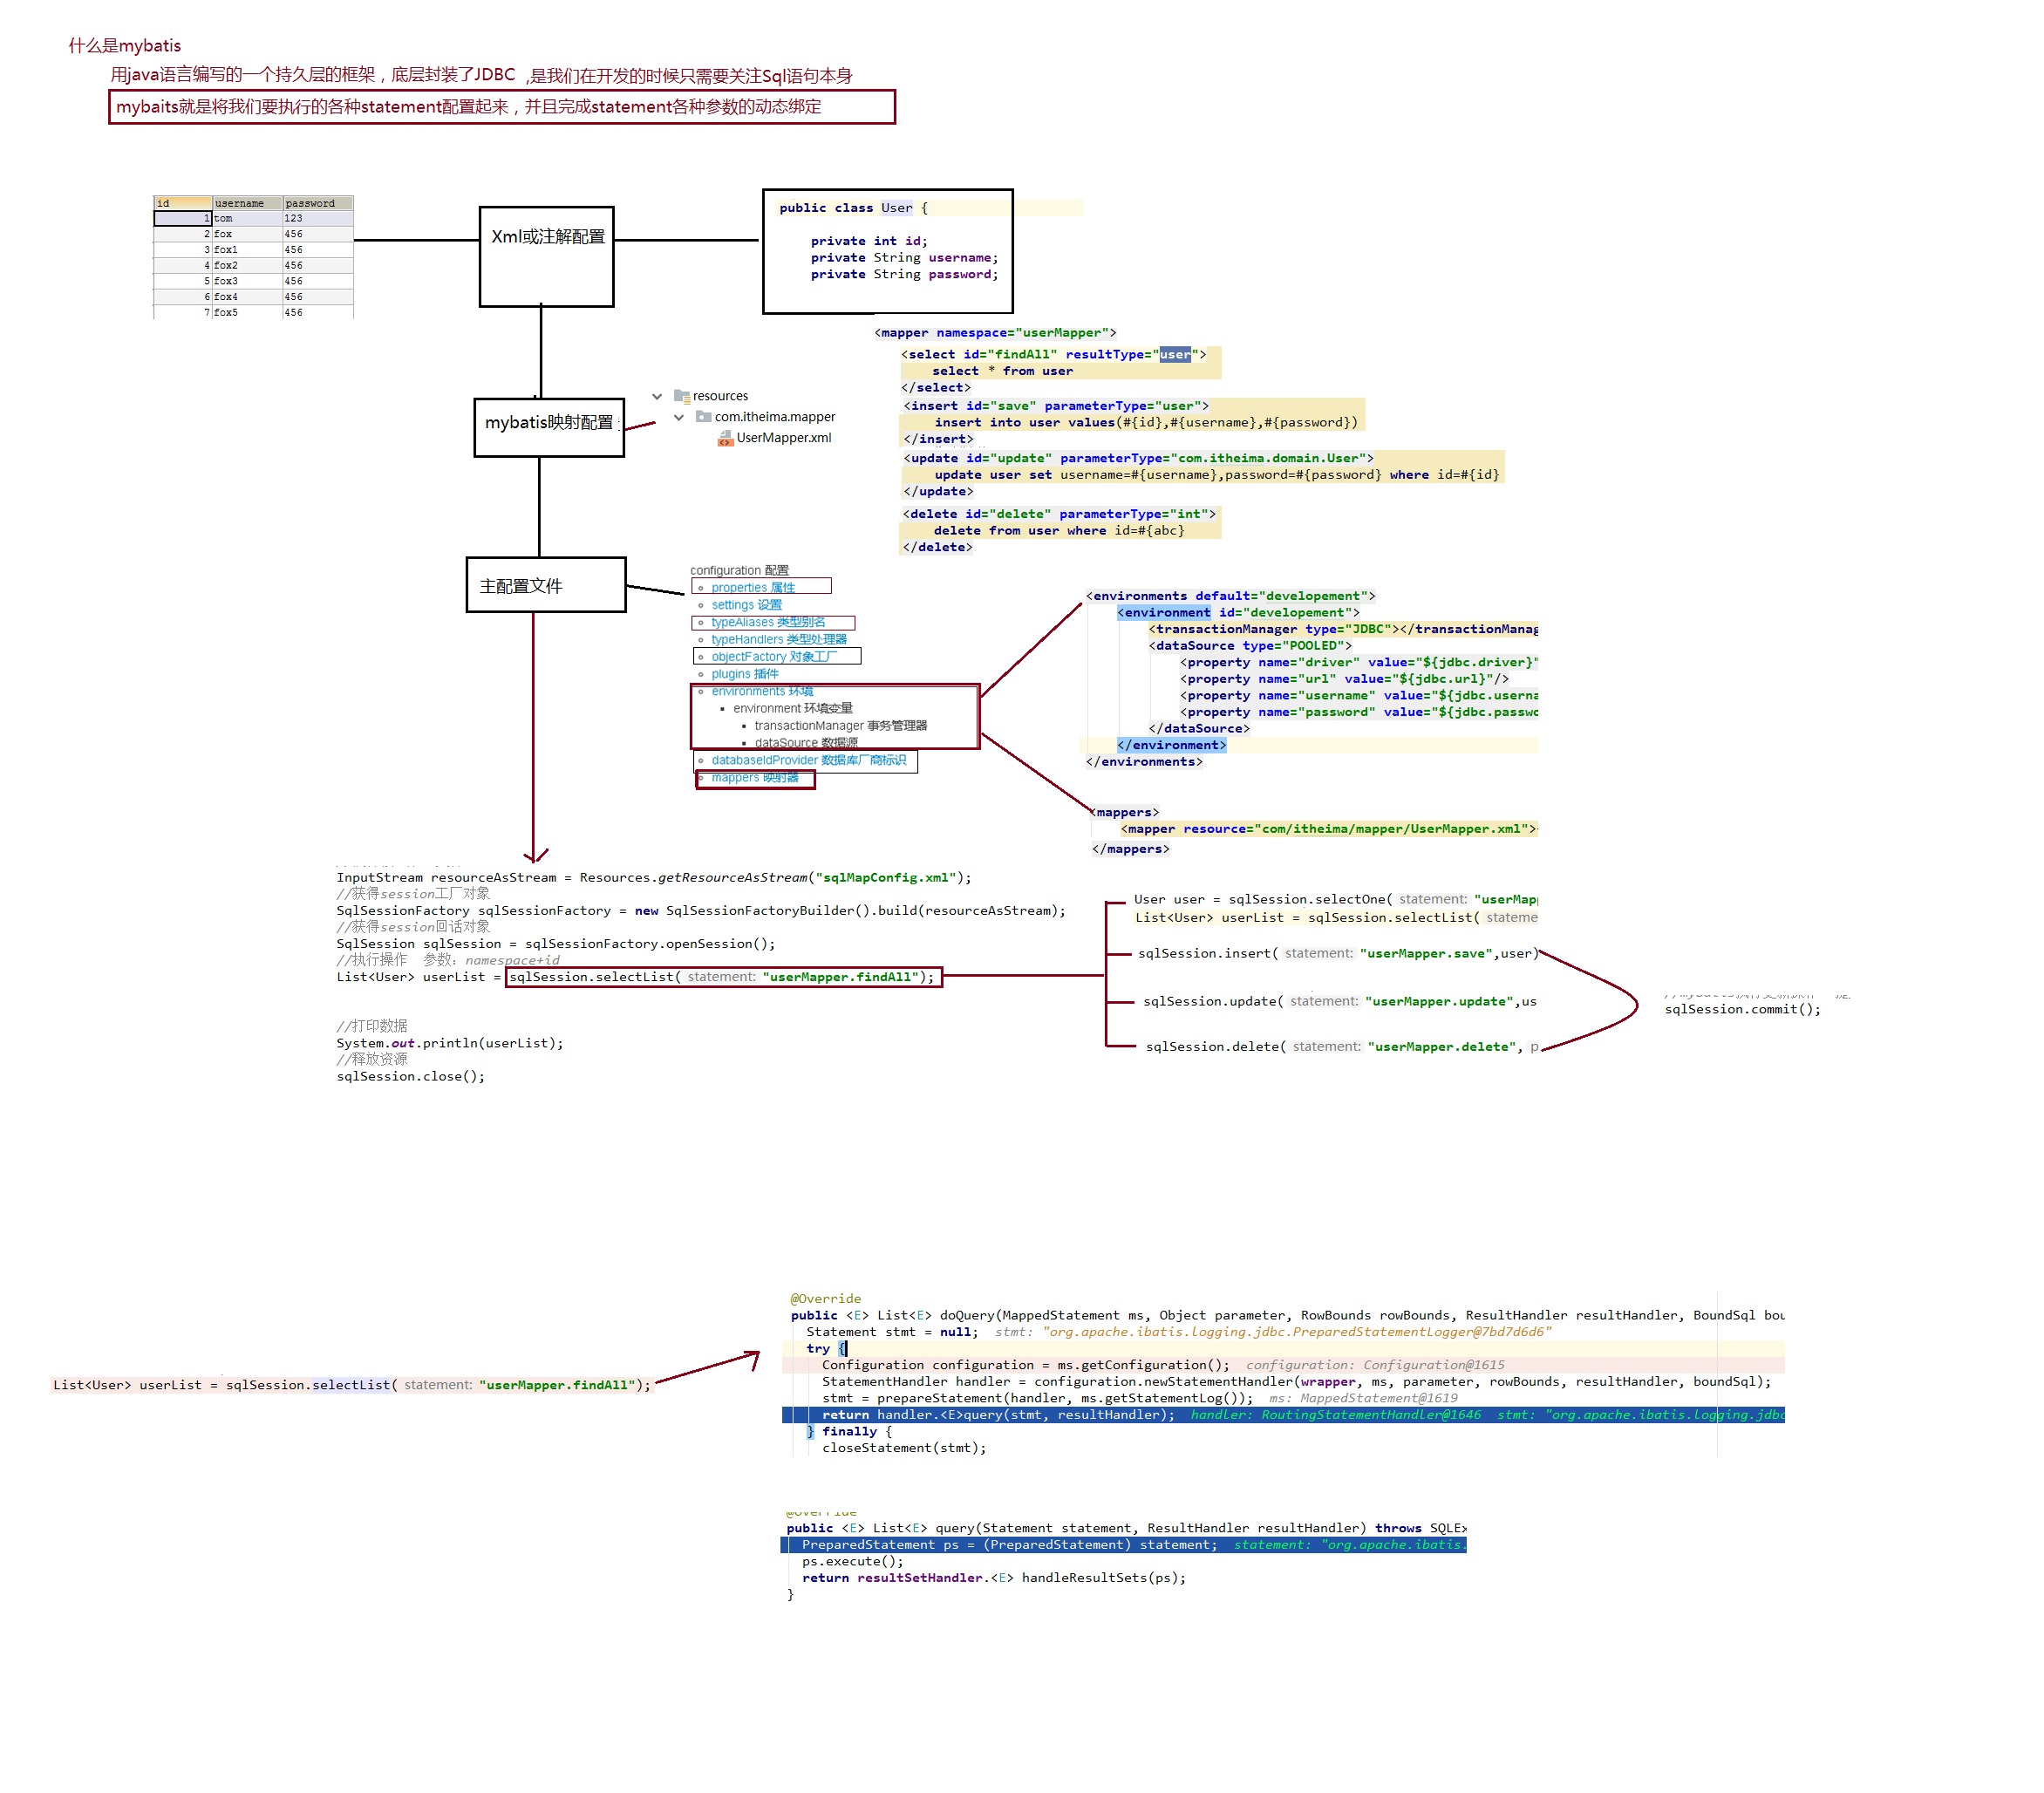 什么是mybatis
用java语言编写的一个持久层的框架，底层封装了JDBC ,是我们在开发的时候只需要关注Sql语句本身
mybaits就是将我们要执行的各种statement配置起来，并且完成statement各种参数的动态绑定
id username password
1 tom 123
2 fox 456
3 fox1 456
4 fox2 456
5 fox3 456
6 fox4 456
7 fox5 456
Xml或注解配置
public class User {
private int id;
private String username;
private String password;
mybatis映射配置
resources
com.itheima.mapper
UserMapper.xml
<mapper namespace="userMapper">
<select id="findAll" resultType="user">
select * from user
</select>
<insert id="save" parameterType="user">
insert into user values(#{id},#{username},#{password})
</insert>
<update id="update" parameterType="com.itheima.domain.User">
update user set username=#{username},password=#{password} where id=#{id}
</update>
<delete id="delete" parameterType="int">
delete from user where id=#{abc}
</delete>
主配置文件
configuration 配置
properties 属性
settings 设置
typeAliases 类型别名
typeHandlers 类型处理器
objectFactory 对象工厂
plugins 插件
environments 环境
environment 环境变量
transactionManager 事务管理器
dataSource 数据源
databaseIdProvider 数据库厂商标识
mappers 映射器
<environments default="developement">
<environment id="developement">
<transactionManager type="JDBC"></transactionManag
<dataSource type="POOLED">
<property name="driver" value="${jdbc.driver}"
<property name="url" value="${jdbc.url}"/>
<property name="username" value="${jdbc.userna
<property name="password" value="${jdbc.passwo
</dataSource>
</environment>
</environments>
<mappers>
<mapper resource="com/itheima/mapper/UserMapper.xml">
</mappers>
InputStream resourceAsStream = Resources.getResourceAsStream("sqlMapConfig.xml");
//获得session工厂对象
SqlSessionFactory sqlSessionFactory = new SqlSessionFactoryBuilder().build(resourceAsStream);
//获得session回话对象
SqlSession sqlSession = sqlSessionFactory.openSession();
//执行操作 参数：namespace+id
List<User> userList = sqlSession.selectList( statement: "userMapper.findAll");
//打印数据
System.out.println(userList);
//释放资源
sqlSession.close();
User user = sqlSession.selectOne( statement: "userMap
List<User> userList = sqlSession.selectList( stateme
sqlSession.insert( statement: "userMapper.save",user)
sqlSession.update( statement: "userMapper.update",us
sqlSession.delete( statement: "userMapper.delete", p
sqlSession.commit();
List<User> userList = sqlSession.selectList( statement: "userMapper.findAll");
@Override
public <E> List<E> doQuery(MappedStatement ms, Object parameter, RowBounds rowBounds, ResultHandler resultHandler, BoundSql bou
Statement stmt = null; stmt: "org.apache.ibatis.logging.jdbc.PreparedStatementLogger@7bd7d6d6"
try {
Configuration configuration = ms.getConfiguration(); configuration: Configuration@1615
StatementHandler handler = configuration.newStatementHandler(wrapper, ms, parameter, rowBounds, resultHandler, boundSql);
stmt = prepareStatement(handler, ms.getStatementLog()); ms: MappedStatement@1619
return handler.<E>query(stmt, resultHandler); handler: RoutingStatementHandler@1646 stmt: "org.apache.ibatis.logging.jdbc
} finally {
closeStatement(stmt);
@Override
public <E> List<E> query(Statement statement, ResultHandler resultHandler) throws SQLEx
PreparedStatement ps = (PreparedStatement) statement; statement: "org.apache.ibatis.
ps.execute();
return resultSetHandler.<E> handleResultSets(ps);
}